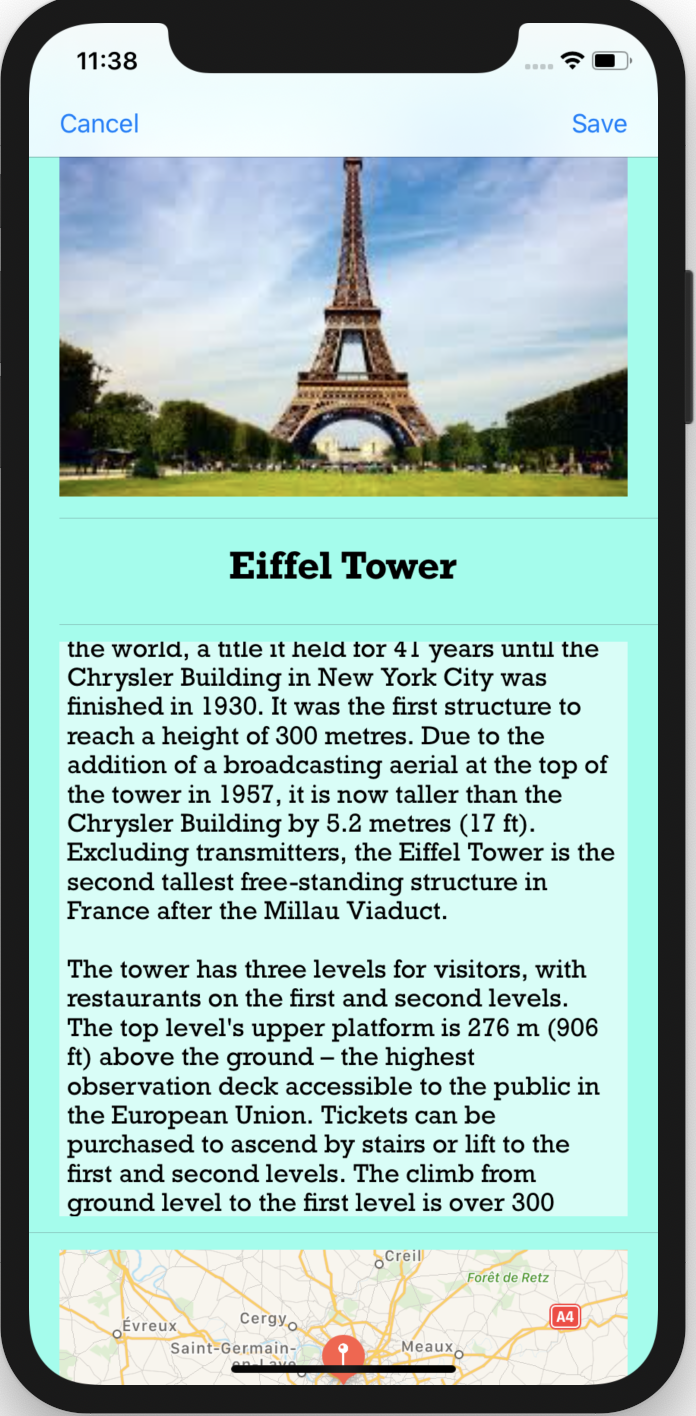 11:38
Cancel
Save
Eiffel Tower
the world, a title it held for 41 years until the
Chrysler Building in New York City was
finished in 1930. It was the first structure to
reach a height of 300 metres. Due to the
addition of a broadcasting aerial at the top of
the tower in 1957, it is now taller than the
Chrysler Building by 5.2 metres (17 ft).
Excluding transmitters, the Eiffel Tower is the
second tallest free-standing structure in
France after the Millau Viaduct.
The tower has three levels for visitors, with
restaurants on the first and second levels.
The top level's upper platform is 276 m (906
ft) above the ground – the highest
observation deck accessible to the public in
the European Union. Tickets can be
purchased to ascend by stairs or lift to the
first and second levels. The climb from
ground level to the first level is over 300
Creil
Forêt de Retz
A4
Évreux
Cergy
Saint-Germain-
en-Laye
Meaux